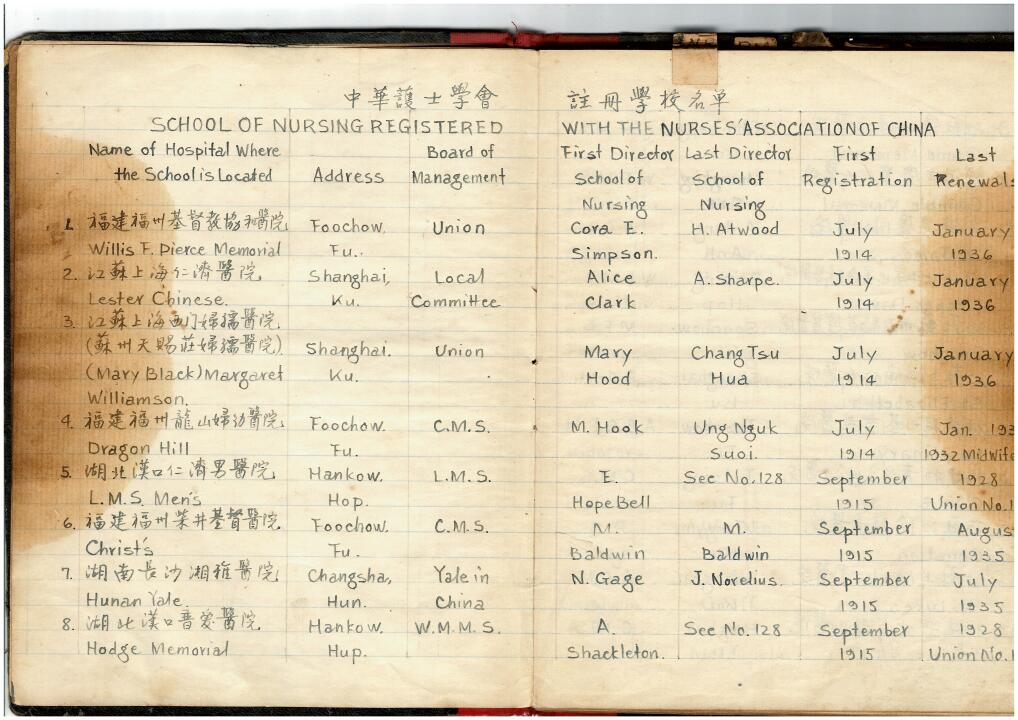 中華護士學會 註冊學校名单
SCHOOL OF NURSING REGISTERED WITH THE NURSES' ASSOCIATION OF CHINA
Name of Hospital Where Board of First Director Last Director First Last
the School is Located Address Management School of School of Registration Renewals
Nursing Nursing
1. 福建福州基督教協和醫院 Foochow. Union Cora E. H. Atwood July January
Willis F. Pierce Memorial Fu. Simpson. 1914 1936
2. 江蘇上海仁濟醫院 Shanghai, Local Alice A. Sharpe. July January
Lester Chinese. Ku. Committee Clark 1914 1936
3. 江蘇上海西门婦孺醫院
(蘇州天賜莊婦孺醫院) Shanghai. Union Mary Chang Tsu July January
(Mary Black) Margaret Ku. Hood Hua 1914 1936
Williamson.
4. 福建福州龍山婦幼醫院 Foochow. C.M.S. M. Hook Ung Nguk July Jan. 193
Dragon Hill Fu. Suoi. 1914 1932 Midwife
5. 湖北漢口仁濟男醫院 Hankow. L.M.S. E. See No. 128 September 1928
L.M.S. Men's Hop. Hope Bell 1915 Union No. 1
6. 福建福州柴井基督醫院 Foochow. C.M.S. M. M. September Augus
Christ's Fu. Baldwin Baldwin 1915 1935
7. 湖南長沙湘雅醫院 Changsha, Yale in N. Gage J. Norelius. September July
Hunan Yale. Hun. China 1915 1935
8. 湖北漢口普愛醫院 Hankow. W.M.M.S. A. See No. 128 September 1928
Hodge Memorial Hup. Shackleton. 1915 Union No. 1